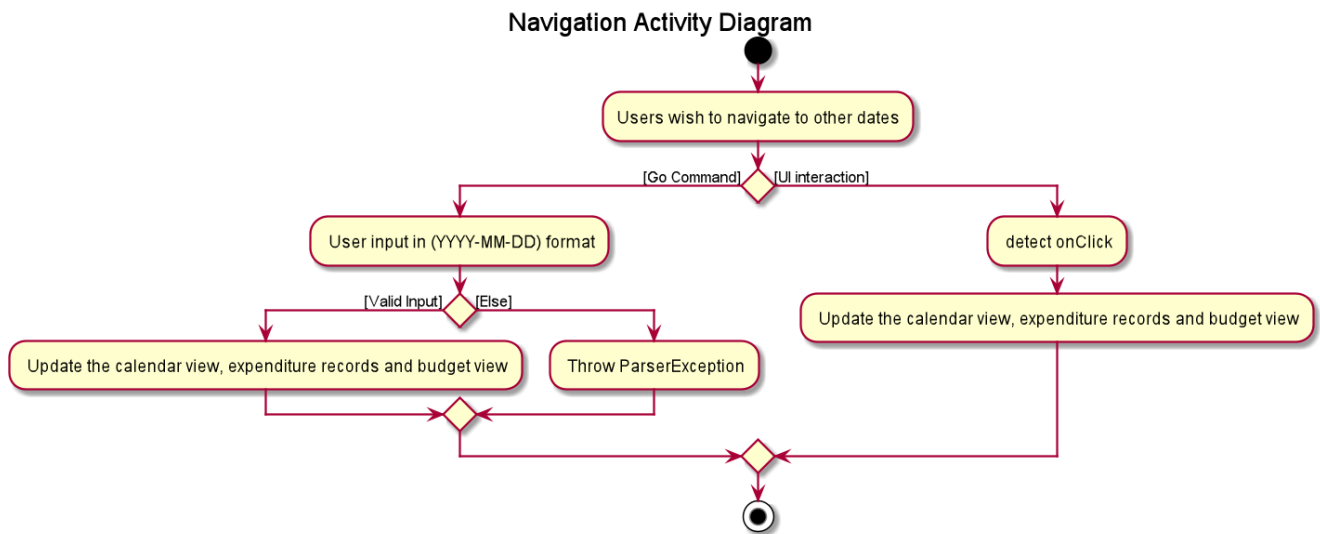 Navigation Activity Diagram
Users wish to navigate to other dates
[Go Command]
[UI interaction]
User input in (YYYY-MM-DD) format
detect onClick
[Valid Input]
[Else]
Update the calendar view, expenditure records and budget view
Update the calendar view, expenditure records and budget view
Throw ParserException